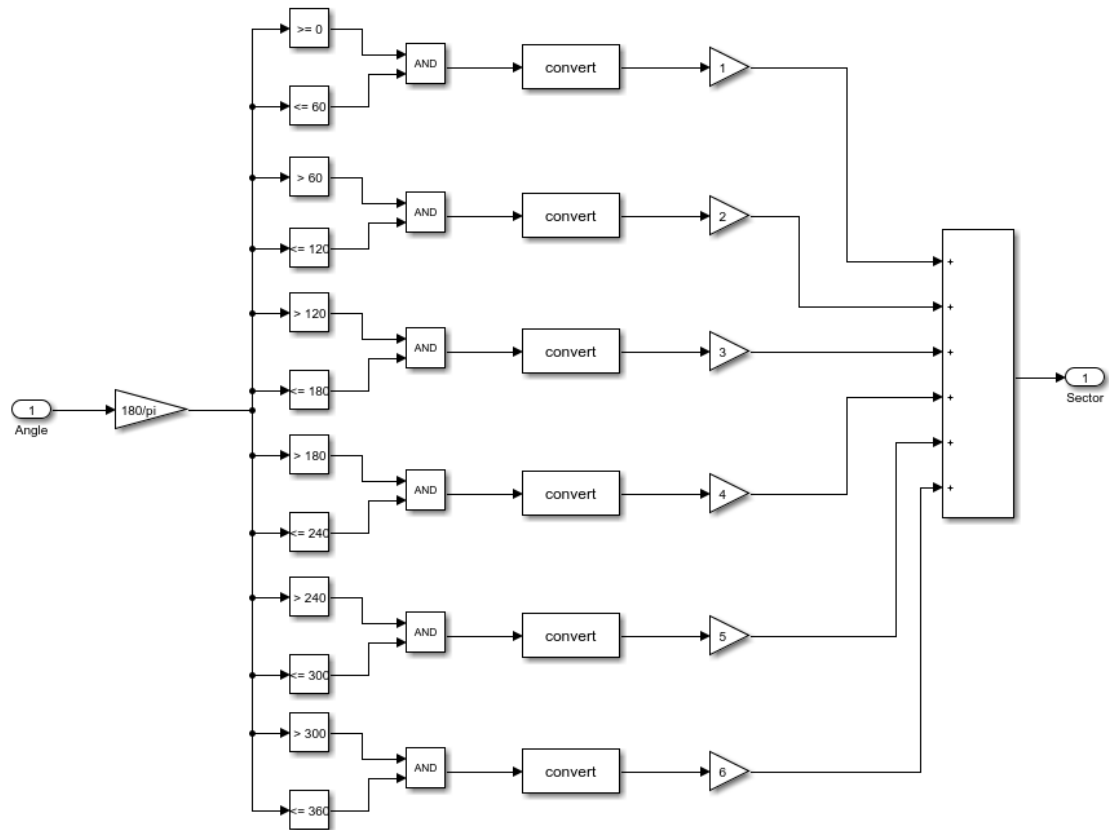 >= 0
AND
convert
1
<= 60
> 60
AND
convert
2
<= 120
+
> 120
+
AND
convert
3
+
<= 180
1
180/pi
+
1
Angle
Sector
> 180
+
AND
convert
4
+
<= 240
> 240
AND
convert
5
<= 300
> 300
AND
convert
6
<= 360